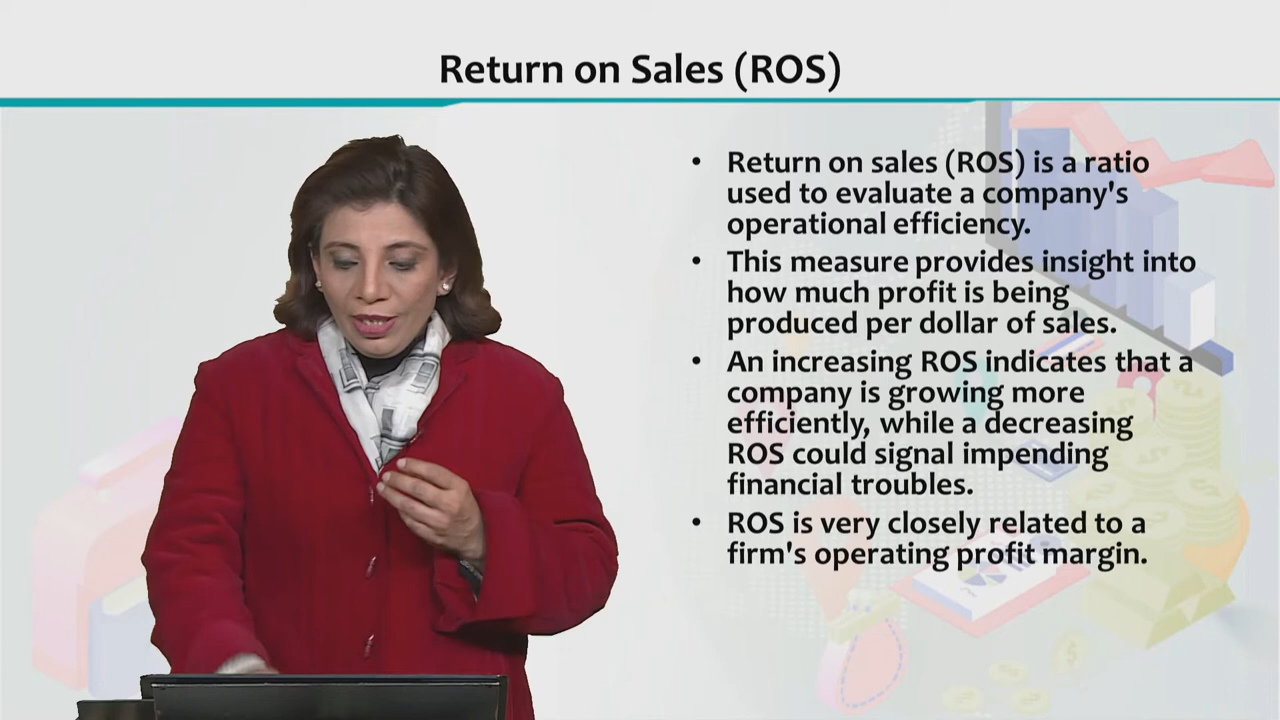 Return on Sales (ROS)
• Return on sales (ROS) is a ratio
used to evaluate a company's
operational efficiency.
• This measure provides insight into
how much profit is being
produced per dollar of sales.
• An increasing ROS indicates that a
company is growing more
efficiently, while a decreasing
ROS could signal impending
financial troubles.
• ROS is very closely related to a
firm's operating profit margin.